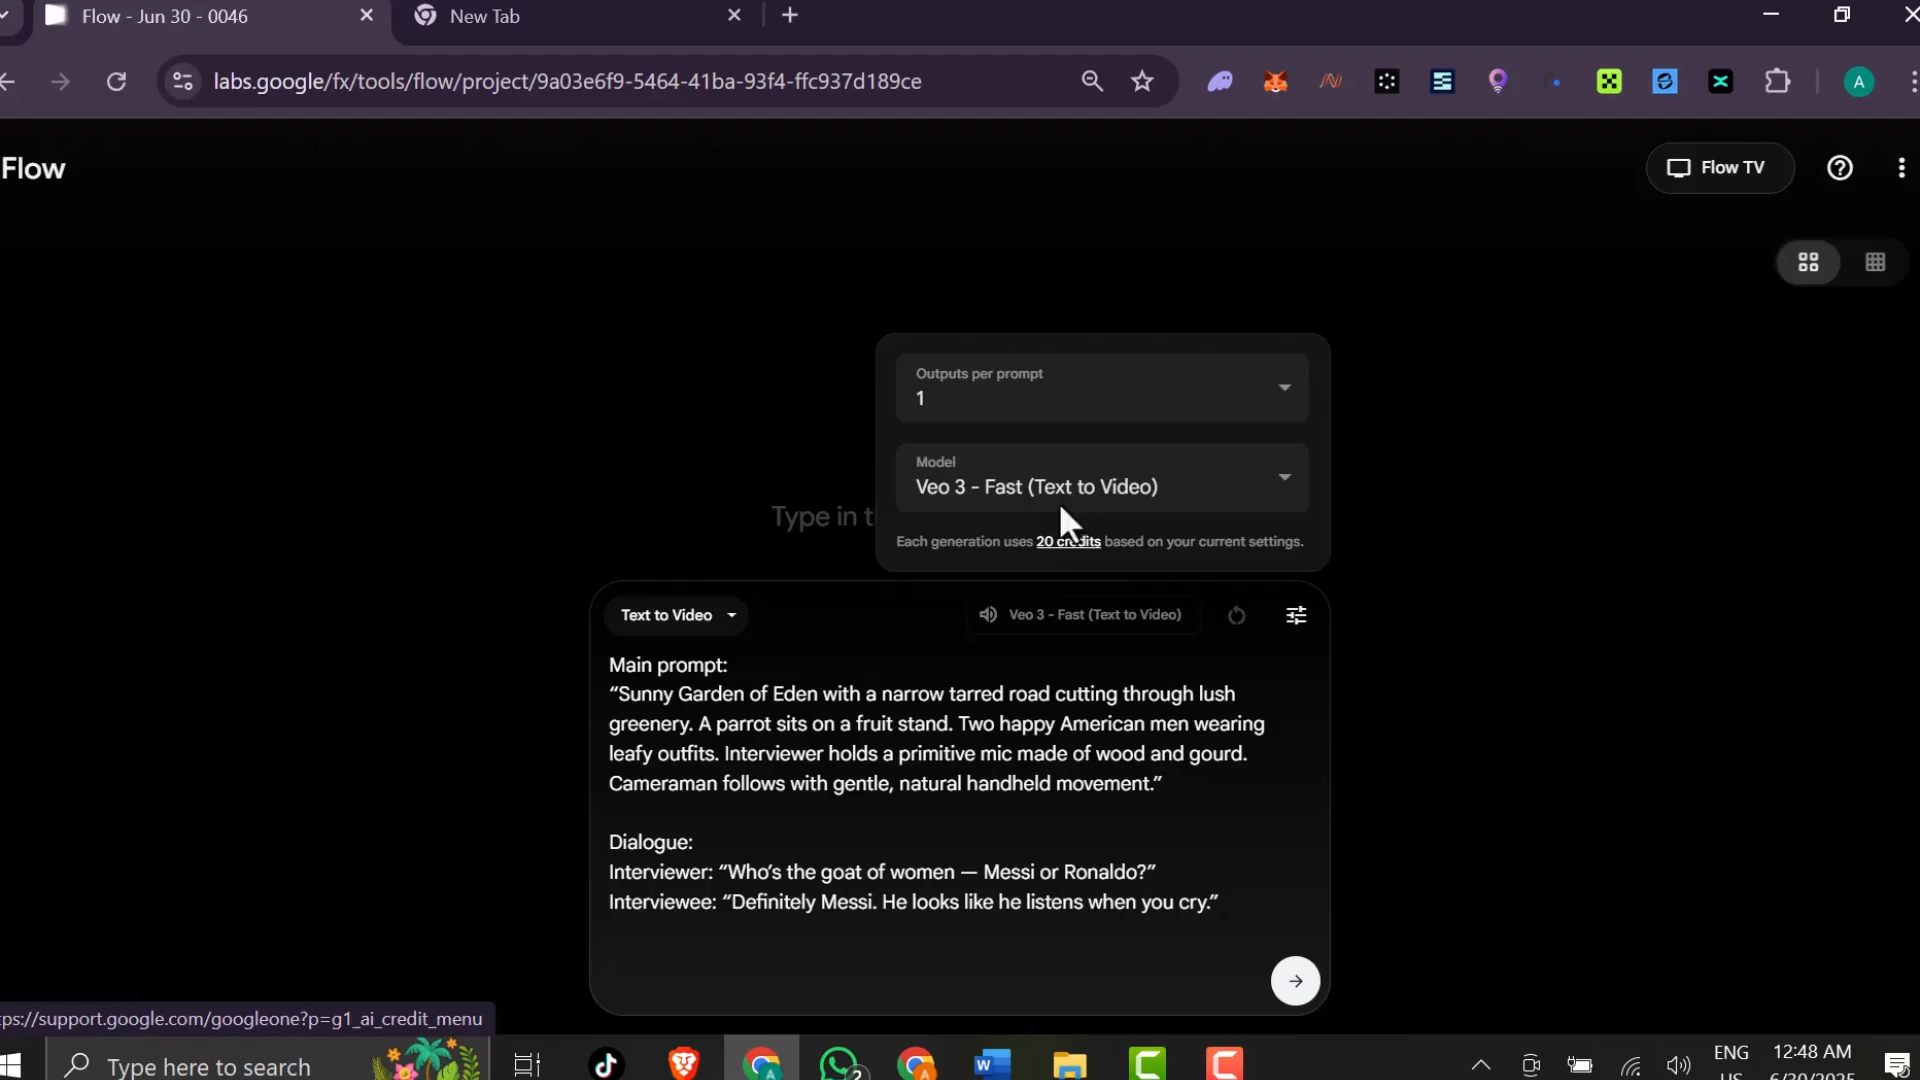 Flow - Jun 30 - 0046
New Tab
labs.google/fx/tools/flow/project/9a03e6f9-5464-41ba-93f4-ffc937d189ce
A
Flow
Flow TV
Outputs per prompt
1
Model
Veo 3 - Fast (Text to Video)
Type in t
Each generation uses 20 credits based on your current settings.
Text to Video
Veo 3 - Fast (Text to Video)
Main prompt:
“Sunny Garden of Eden with a narrow tarred road cutting through lush
greenery. A parrot sits on a fruit stand. Two happy American men wearing
leafy outfits. Interviewer holds a primitive mic made of wood and gourd.
Cameraman follows with gentle, natural handheld movement.”
Dialogue:
Interviewer: “Who’s the goat of women — Messi or Ronaldo?”
Interviewee: “Definitely Messi. He looks like he listens when you cry.”
tps://support.google.com/googleone?p=g1_ai_credit_menu
Type here to search
2
ENG
US
12:48 AM
6/30/2025